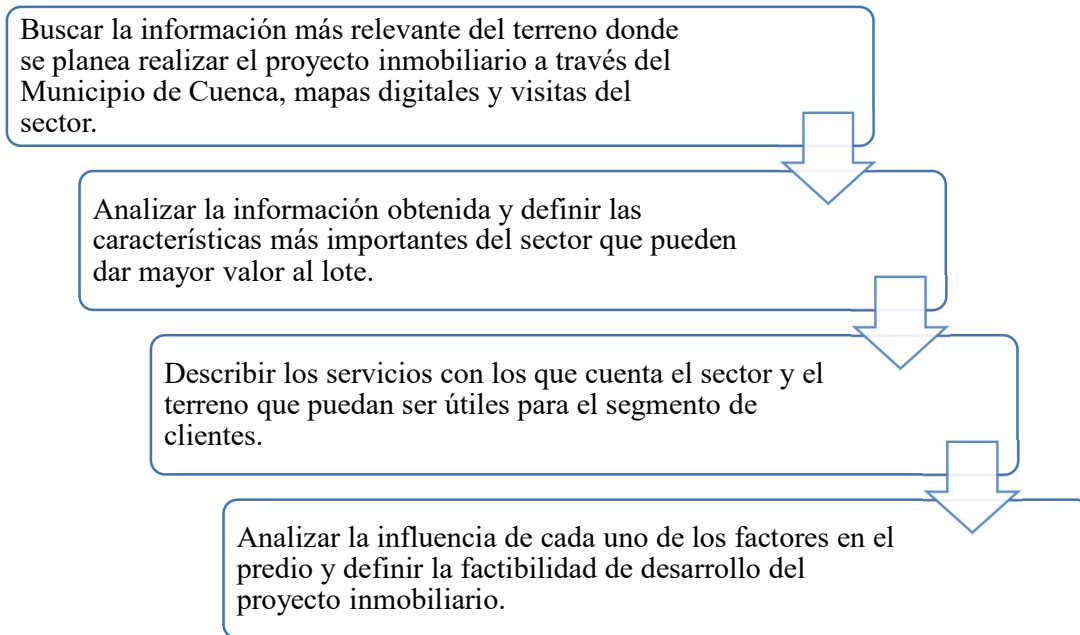 Buscar la información más relevante del terreno donde
se planea realizar el proyecto inmobiliario a través del
Municipio de Cuenca, mapas digitales y visitas del
sector.
Analizar la información obtenida y definir las
características más importantes del sector que pueden
dar mayor valor al lote.
Describir los servicios con los que cuenta el sector y el
terreno que puedan ser útiles para el segmento de
clientes.
Analizar la influencia de cada uno de los factores en el
predio y definir la factibilidad de desarrollo del
proyecto inmobiliario.